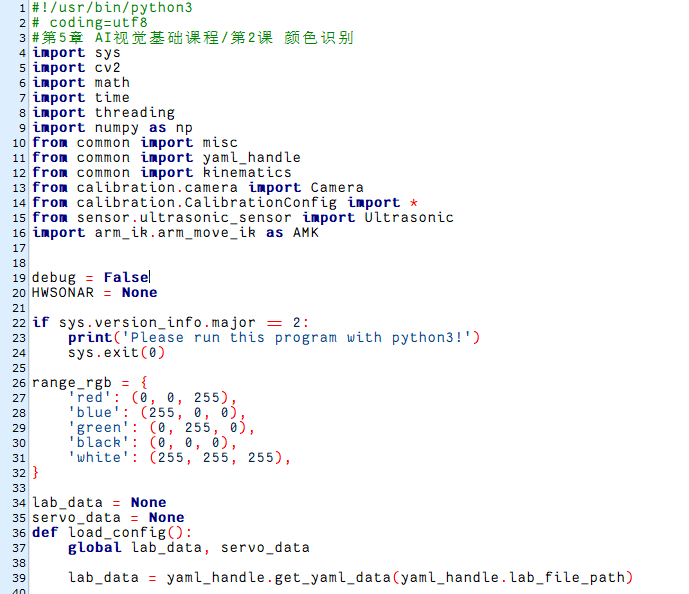 1 #!/usr/bin/python3
2 # coding=utf8
3 #第5章 AI视觉基础课程/第2课 颜色识别
4 import sys
5 import cv2
6 import math
7 import time
8 import threading
9 import numpy as np
10 from common import misc
11 from common import yaml_handle
12 from common import kinematics
13 from calibration.camera import Camera
14 from calibration.CalibrationConfig import *
15 from sensor.ultrasonic_sensor import Ultrasonic
16 import arm_ik.arm_move_ik as AMK
17
18
19 debug = False
20 HWSONAR = None
21
22 if sys.version_info.major == 2:
23     print('Please run this program with python3!')
24     sys.exit(0)
25
26 range_rgb = {
27     'red': (0, 0, 255),
28     'blue': (255, 0, 0),
29     'green': (0, 255, 0),
30     'black': (0, 0, 0),
31     'white': (255, 255, 255),
32 }
33
34 lab_data = None
35 servo_data = None
36 def load_config():
37     global lab_data, servo_data
38
39     lab_data = yaml_handle.get_yaml_data(yaml_handle.lab_file_path)
40